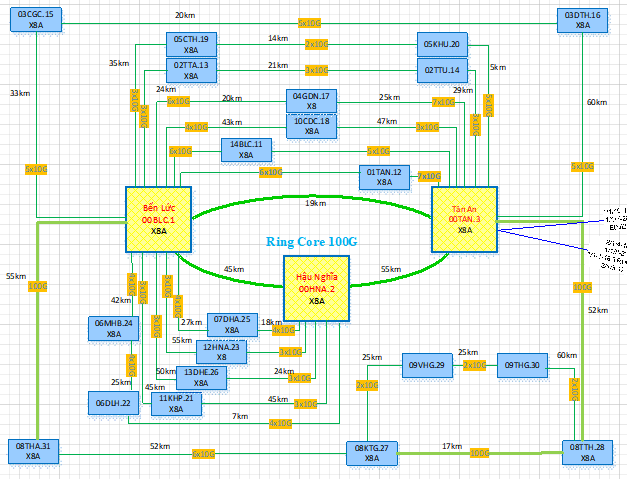 20km
03CGC.15
X8A
5x10G
03DTH.16
X8A
05CTH.19
X8A
14km
2x10G
05KHU.20
35km
02TTA.13
X8A
21km
3x10G
02TTU.14
5km
33km
24km
6x10G
20km
04GDN.17
X8
25km
29km
7x10G
60km
4x10G
43km
10CDC.18
X8A
47km
3x10G
6x10G
14BLC.11
X8A
5x10G
5x10G
6x10G
01TAN.12
X8A
7x10G
5x10G
Bến Lức
00BLC.1
X8A
19km
Tân An
00TAN.3
X8A
Ring Core 100G
45km
55km
Hậu Nghĩa
00HNA.2
X8A
55km
100G
100G
42km
52km
06MHB.24
X8A
27km
07DHA.25
X8A
18km
4x10G
55km
12HNA.23
X8
3x10G
25km
50km
13DHE.26
X8A
24km
3x10G
45km
06DLH.22
X8A
11KHP.21
X8A
45km
3x10G
7km
4x10G
25km
09VHG.29
25km
2x10G
09THG.30
60km
2x10G
2x10G
08THA.31
X8A
52km
6x10G
08KTG.27
X8A
17km
100G
08TTH.28
X8A